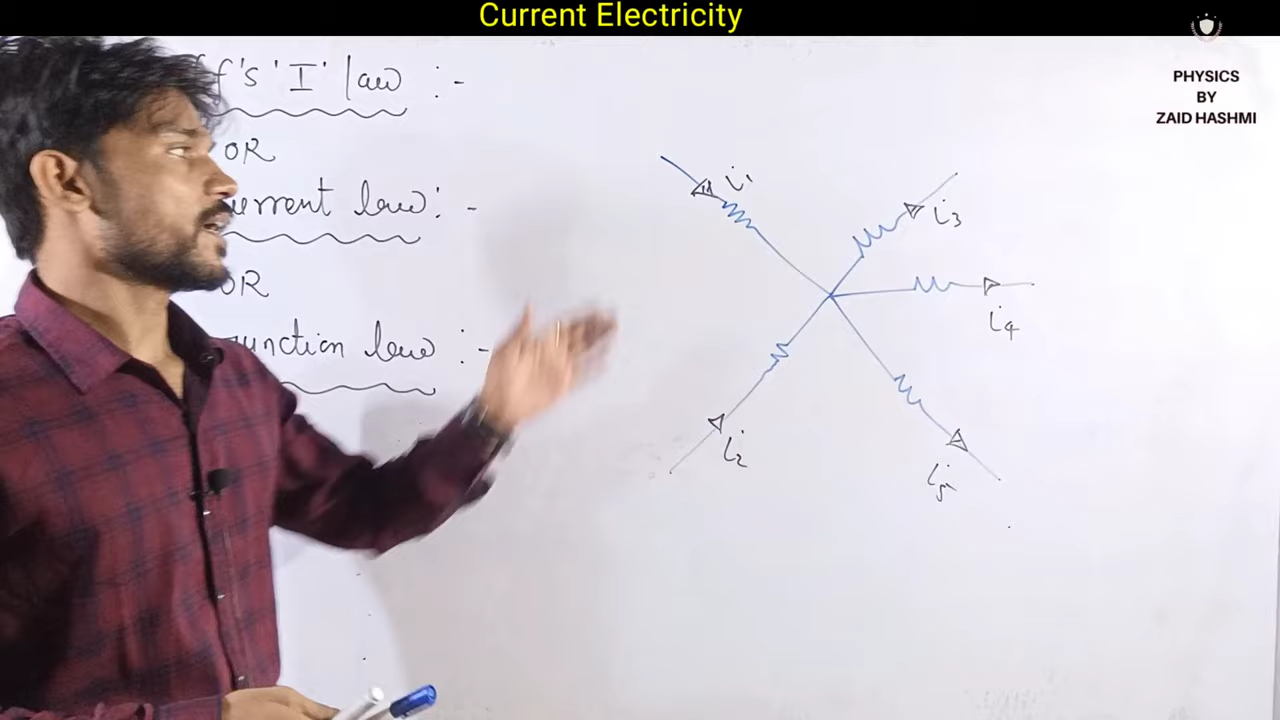 Current Electricity
PHYSICS
BY
ZAID HASHMI
f's 'I' law :-
OR
urrent law :-
OR
unction law :-
i1
i3
i4
i2
i5